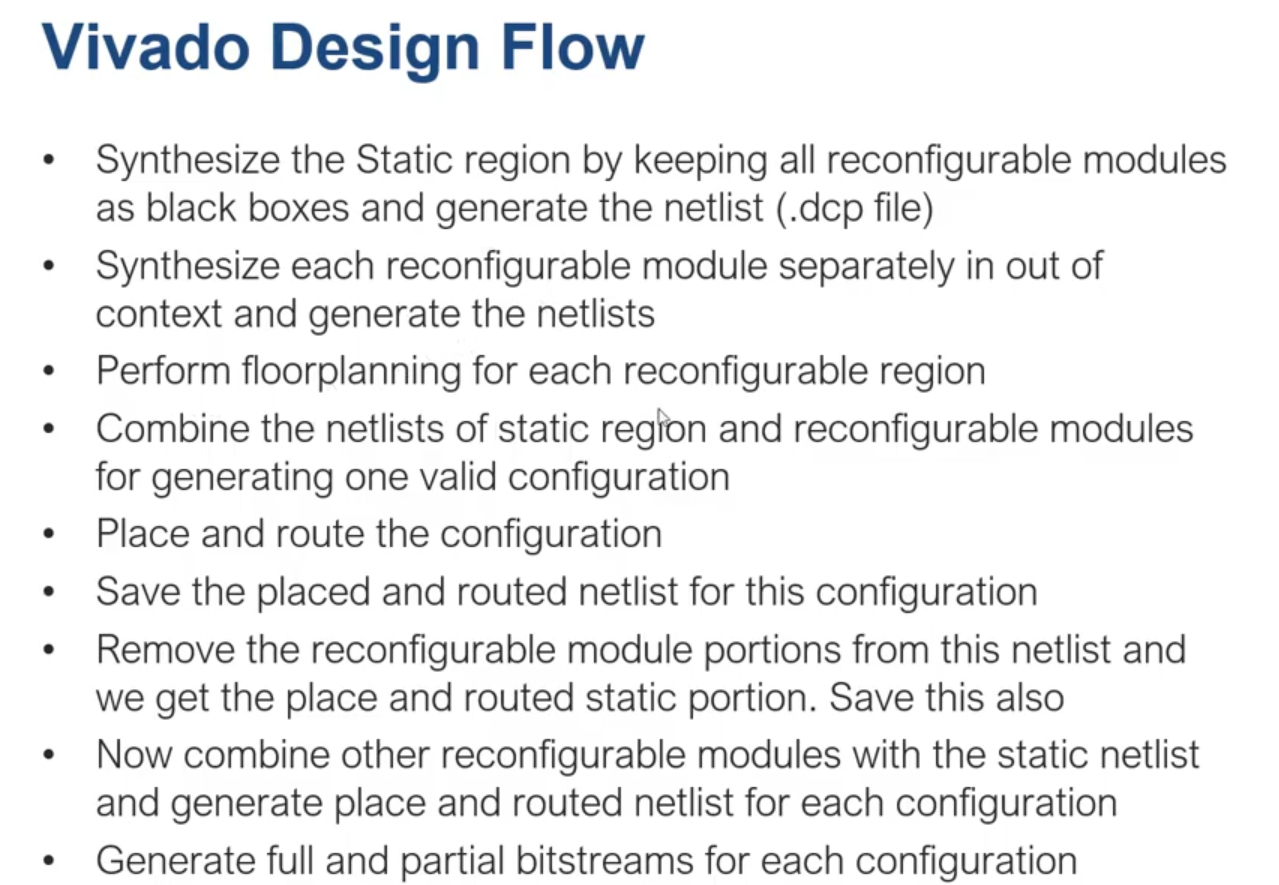 Vivado Design Flow
• Synthesize the Static region by keeping all reconfigurable modules
as black boxes and generate the netlist (.dcp file)
• Synthesize each reconfigurable module separately in out of
context and generate the netlists
• Perform floorplanning for each reconfigurable region
• Combine the netlists of static region and reconfigurable modules
for generating one valid configuration
• Place and route the configuration
• Save the placed and routed netlist for this configuration
• Remove the reconfigurable module portions from this netlist and
we get the place and routed static portion. Save this also
• Now combine other reconfigurable modules with the static netlist
and generate place and routed netlist for each configuration
• Generate full and partial bitstreams for each configuration